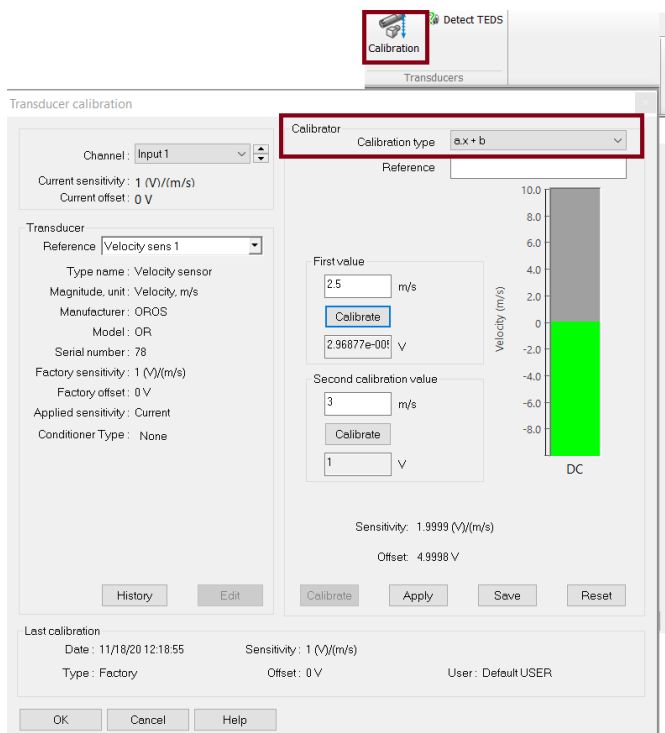 Detect TEDS
Calibration
Transducers
Transducer calibration
Channel : Input 1
Current sensitivity : 1 (V)/(m/s)
Current offset : 0 V
Transducer
Reference Velocity sens 1
Type name : Velocity sensor
Magnitude, unit : Velocity, m/s
Manufacturer : OROS
Model : OR
Serial number : 78
Factory sensitivity : 1 (V)/(m/s)
Factory offset : 0 V
Applied sensitivity : Current
Conditioner Type : None
History Edit
Calibrator
Calibration type a.x + b
Reference
First value
2.5 m/s
Calibrate
2.96877e-005 V
Second calibration value
3 m/s
Calibrate
1 V
Velocity (m/s)
10.0
8.0
6.0
4.0
2.0
0
-2.0
-4.0
-6.0
-8.0
DC
Sensitivity: 1.9999 (V)/(m/s)
Offset: 4.9998 V
Calibrate Apply Save Reset
Last calibration
Date : 11/18/20 12:18:55 Sensitivity : 1 (V)/(m/s)
Type : Factory Offset : 0 V User : Default USER
OK Cancel Help